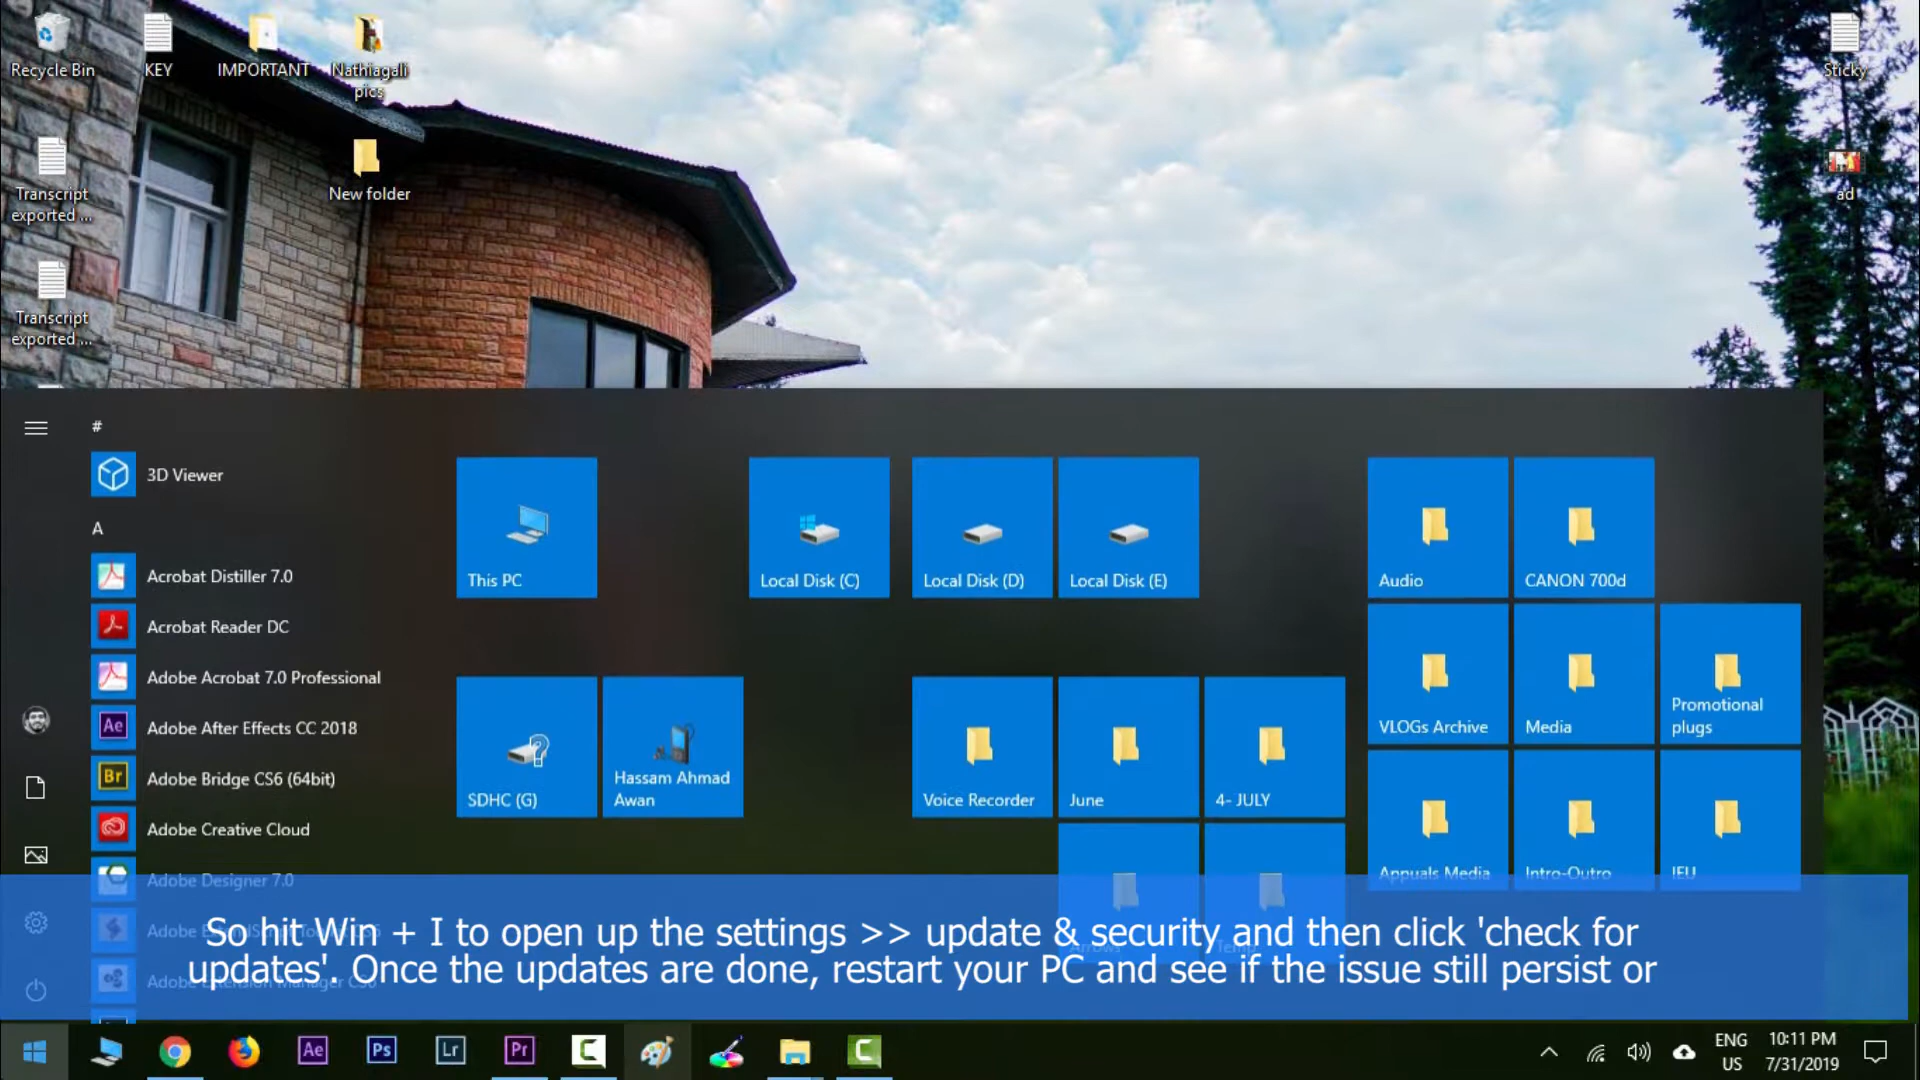 Recycle Bin
KEY
IMPORTANT
Nathiagali
pics
Sticky
Transcript
exported ...
New folder
ad
Transcript
exported ...
#
3D Viewer
A
Acrobat Distiller 7.0
Acrobat Reader DC
Adobe Acrobat 7.0 Professional
Adobe After Effects CC 2018
Adobe Bridge CS6 (64bit)
Adobe Creative Cloud
Adobe Designer 7.0
This PC
Local Disk (C)
Local Disk (D)
Local Disk (E)
Audio
CANON 700d
VLOGs Archive
Media
Promotional
plugs
SDHC (G)
Hassam Ahmad
Awan
Voice Recorder
June
4- JULY
Appuals Media
Intro-Outro
IEU
So hit Win + I to open up the settings >> update & security and then click 'check for
updates'. Once the updates are done, restart your PC and see if the issue still persist or
Ae
Ps
Lr
Pr
ENG
US
10:11 PM
7/31/2019